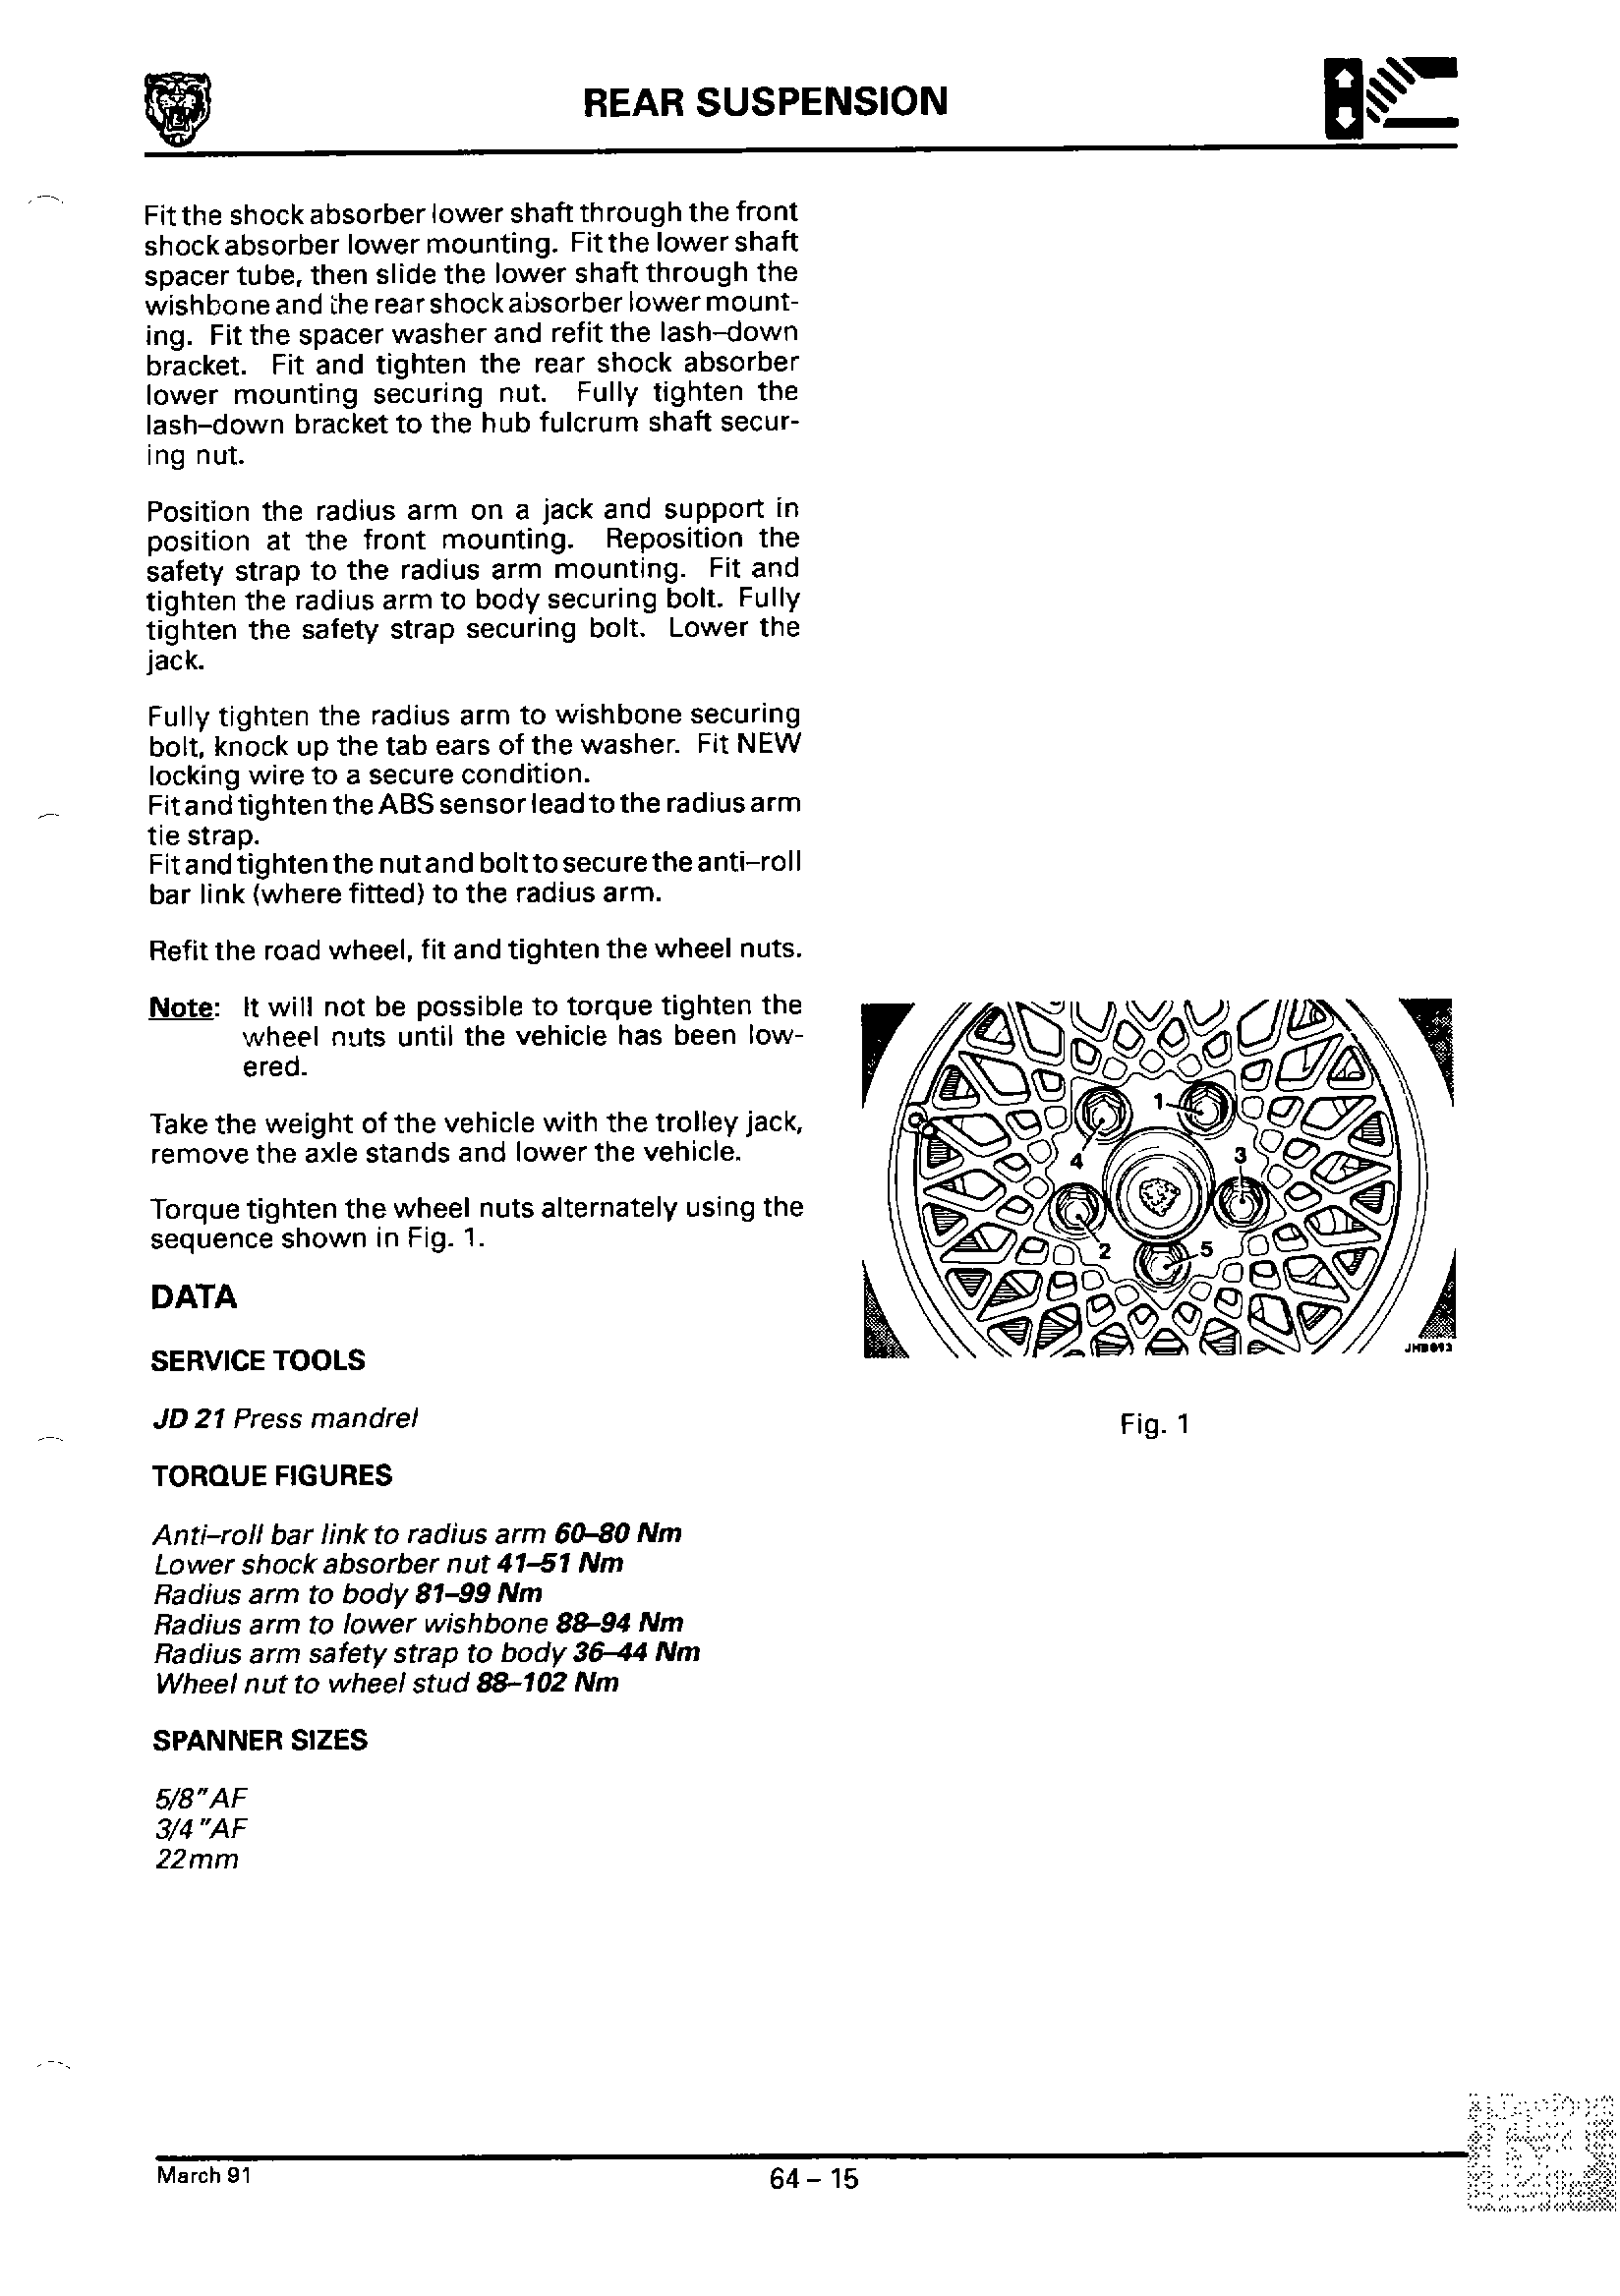 REAR SUSPENSION
Fit the shock absorber lower shaft through the front
shock absorber lower mounting. Fit the lower shaft
spacer tube, then slide the lower shaft through the
wishbone and the rear shock absorber lower mount-
ing. Fit the spacer washer and refit the lash–down
bracket. Fit and tighten the rear shock absorber
lower mounting securing nut. Fully tighten the
lash–down bracket to the hub fulcrum shaft secur-
ing nut.
Position the radius arm on a jack and support in
position at the front mounting. Reposition the
safety strap to the radius arm mounting. Fit and
tighten the radius arm to body securing bolt. Fully
tighten the safety strap securing bolt. Lower the
jack.
Fully tighten the radius arm to wishbone securing
bolt, knock up the tab ears of the washer. Fit NEW
locking wire to a secure condition.
Fit and tighten the ABS sensor lead to the radius arm
tie strap.
Fit and tighten the nut and bolt to secure the anti–roll
bar link (where fitted) to the radius arm.
Refit the road wheel, fit and tighten the wheel nuts.
Note: It will not be possible to torque tighten the
wheel nuts until the vehicle has been low-
ered.
Take the weight of the vehicle with the trolley jack,
remove the axle stands and lower the vehicle.
Torque tighten the wheel nuts alternately using the
sequence shown in Fig. 1.
DATA
SERVICE TOOLS
JD 21 Press mandrel
TORQUE FIGURES
Anti–roll bar link to radius arm 60–80 Nm
Lower shock absorber nut 41–51 Nm
Radius arm to body 81–99 Nm
Radius arm to lower wishbone 88–94 Nm
Radius arm safety strap to body 36–44 Nm
Wheel nut to wheel stud 88–102 Nm
SPANNER SIZES
5/8"AF
3/4"AF
22mm
1
4
3
2
5
Fig. 1
March 91
64 – 15